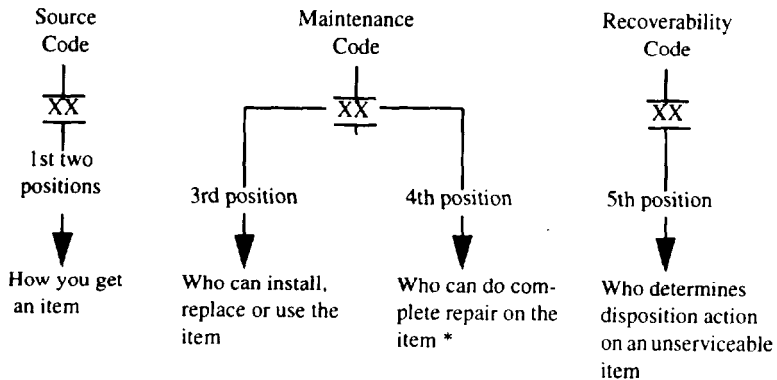 Source
Code
XX
1st two
positions
How you get
an item
Maintenance
Code
XX
3rd position
Who can install,
replace or use the
item
4th position
Who can do com-
plete repair on the
item *
Recoverability
Code
XX
5th position
Who determines
disposition action
on an unserviceable
item